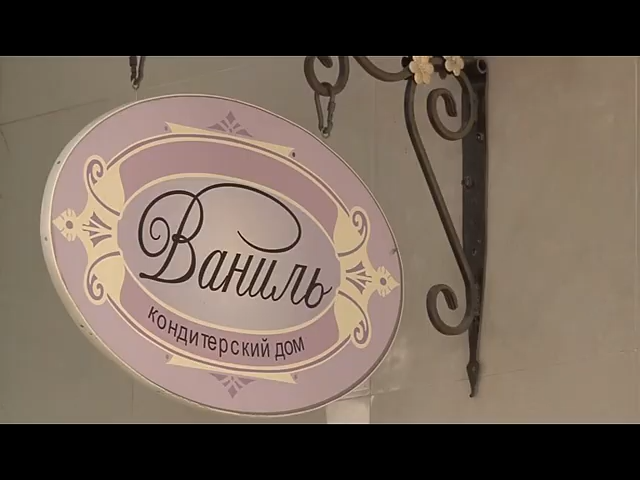 Ваниль
кондитерский дом